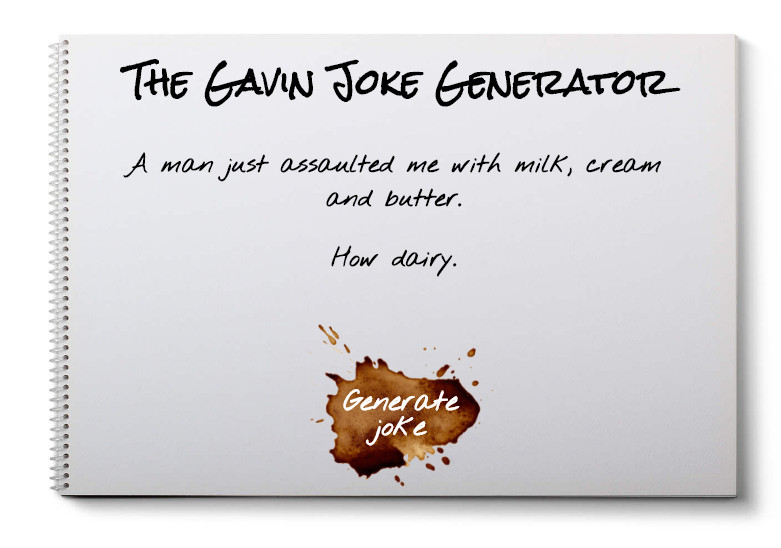 The Gavin Joke Generator
A man just assaulted me with milk, cream
and butter.
How dairy.
Generate
joke